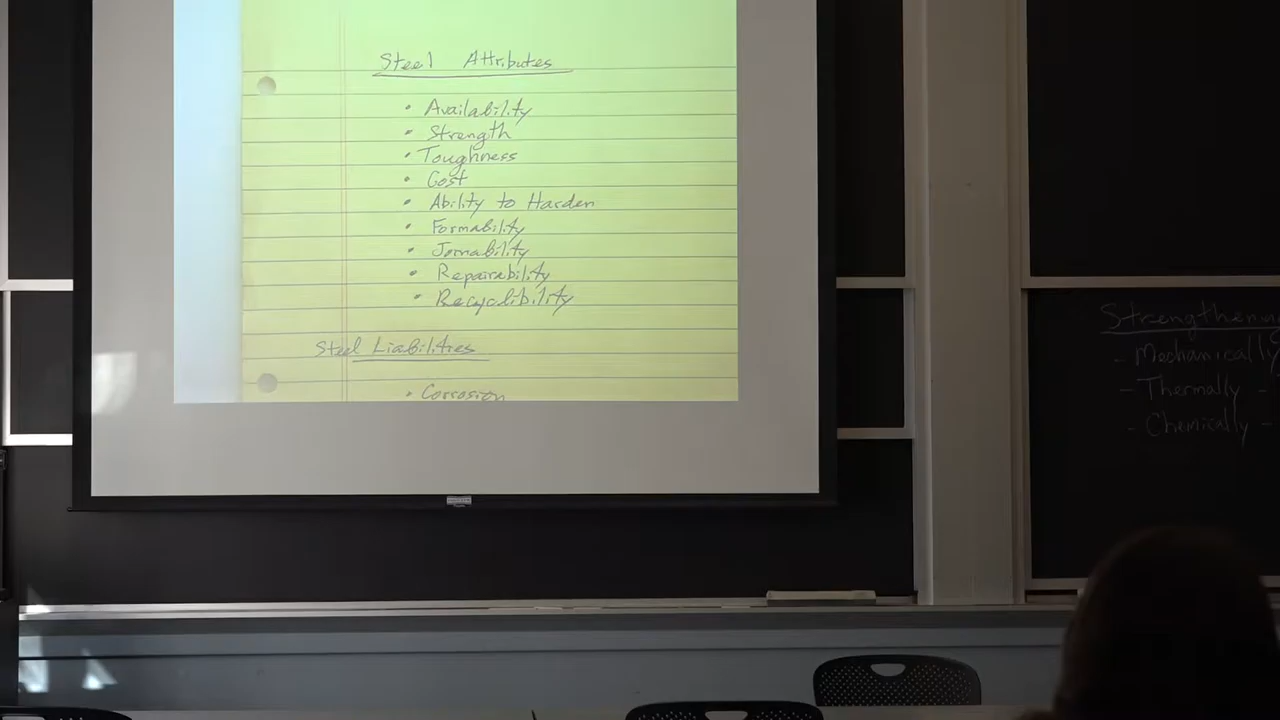 Steel Attributes
• Availability
• Strength
• Toughness
• Cost
• Ability to Harden
• Formability
• Joinability
• Repairability
• Recyclibility
Steel Liabilities
• Corrosion
Strengthening
- Mechanically
- Thermally -
- Chemically -